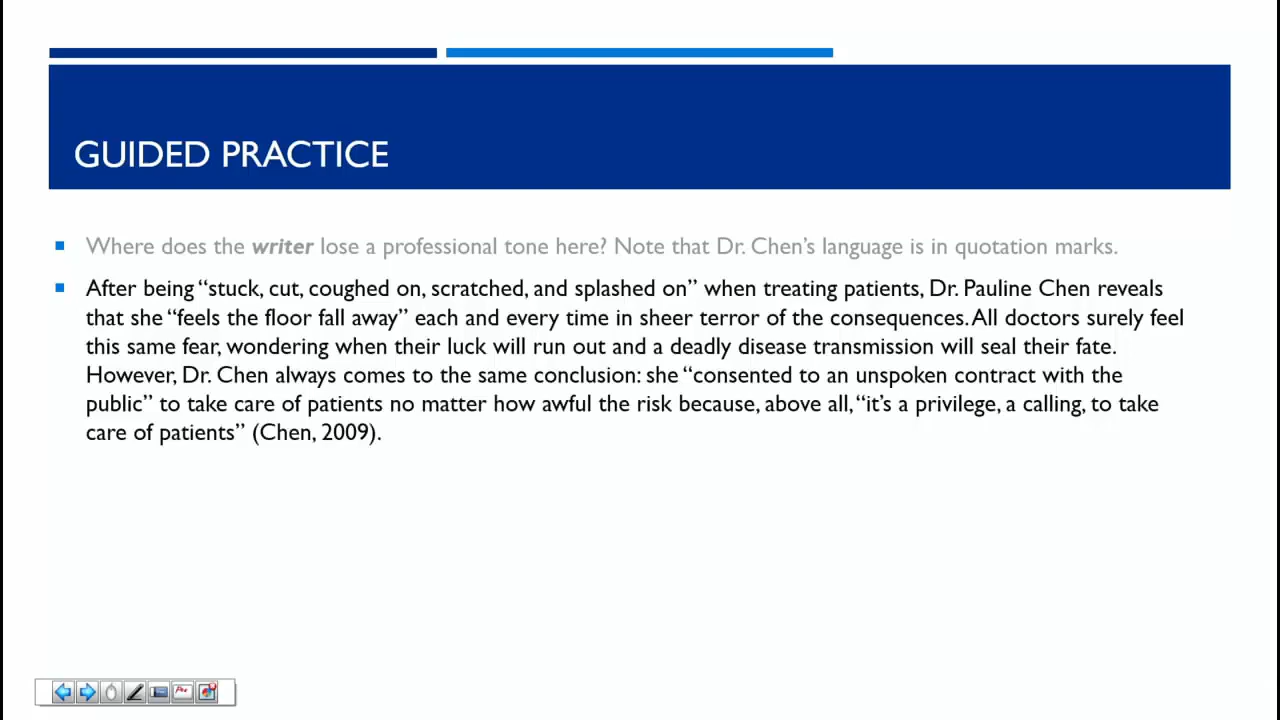 GUIDED PRACTICE
Where does the writer lose a professional tone here? Note that Dr. Chen’s language is in quotation marks.
After being “stuck, cut, coughed on, scratched, and splashed on” when treating patients, Dr. Pauline Chen reveals
that she “feels the floor fall away” each and every time in sheer terror of the consequences. All doctors surely feel
this same fear, wondering when their luck will run out and a deadly disease transmission will seal their fate.
However, Dr. Chen always comes to the same conclusion: she “consented to an unspoken contract with the
public” to take care of patients no matter how awful the risk because, above all, “it’s a privilege, a calling, to take
care of patients” (Chen, 2009).